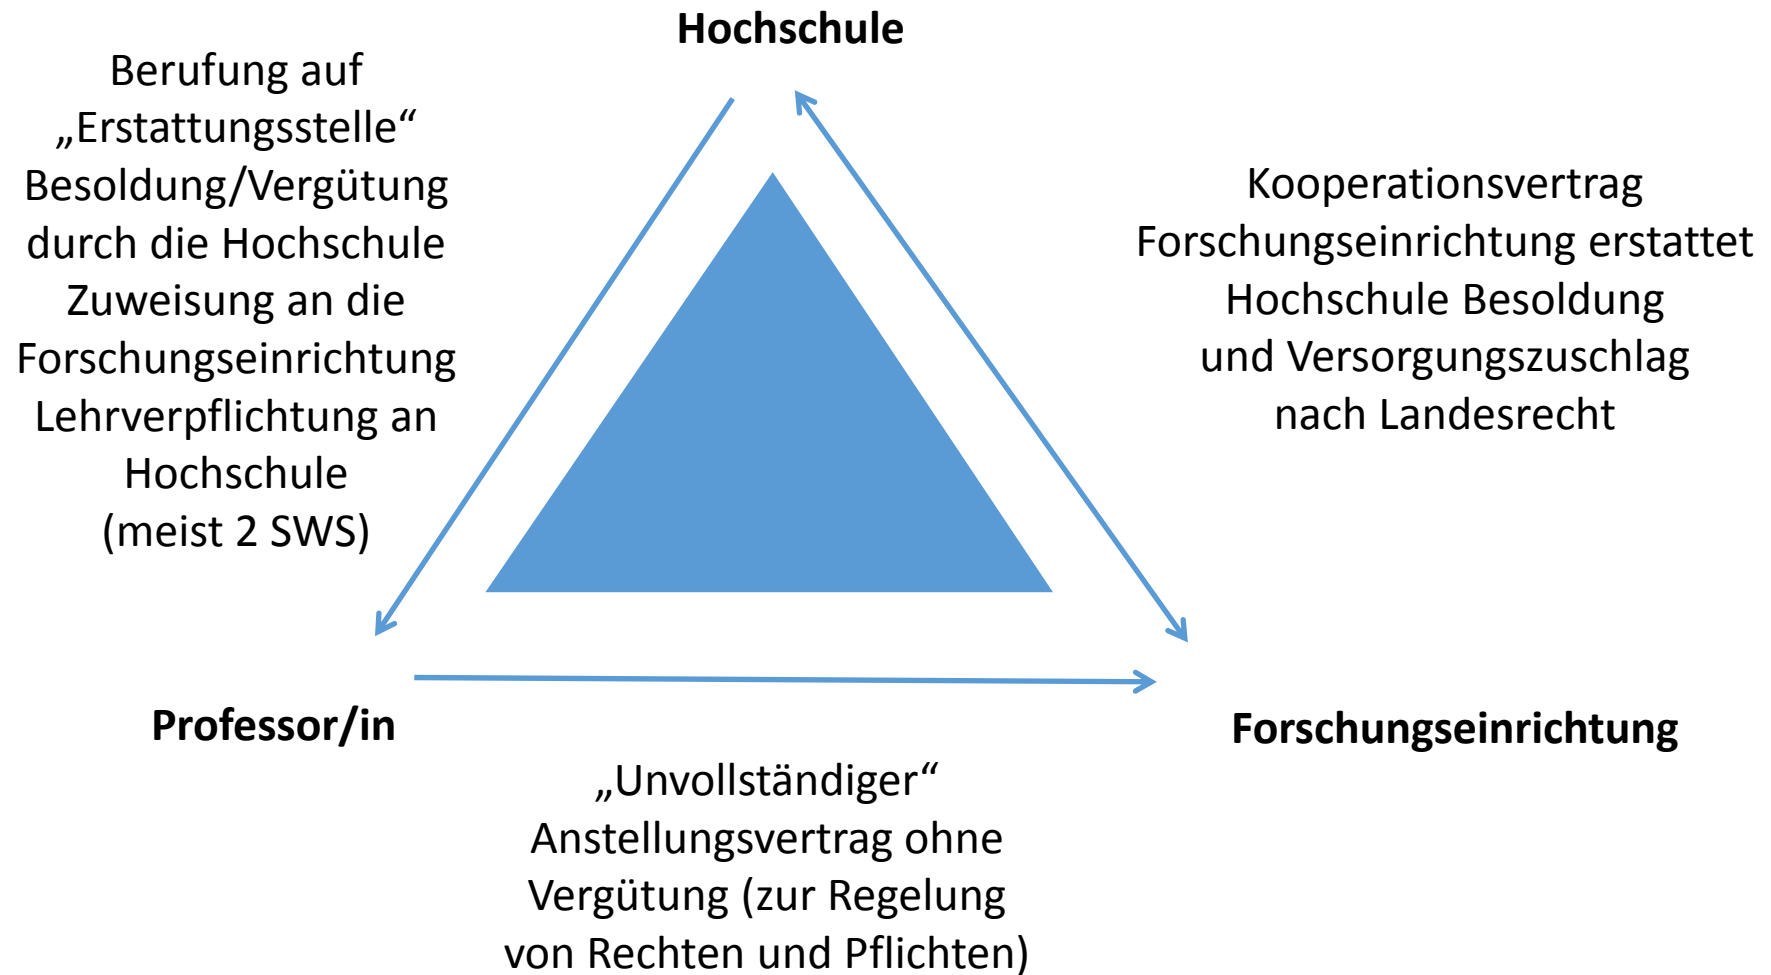 Hochschule
Berufung auf
„Erstattungsstelle“
Besoldung/Vergütung
durch die Hochschule
Zuweisung an die
Forschungseinrichtung
Lehrverpflichtung an
Hochschule
(meist 2 SWS)
Kooperationsvertrag
Forschungseinrichtung erstattet
Hochschule Besoldung
und Versorgungszuschlag
nach Landesrecht
Professor/in
Forschungseinrichtung
„Unvollständiger“
Anstellungsvertrag ohne
Vergütung (zur Regelung
von Rechten und Pflichten)